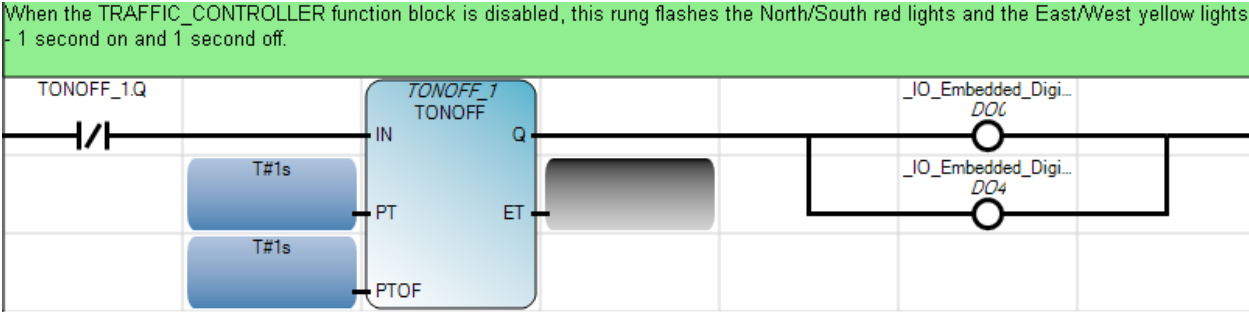 When the TRAFFIC_CONTROLLER function block is disabled, this rung flashes the North/South red lights and the East/West yellow lights
- 1 second on and 1 second off.
TONOFF_1.Q
TONOFF_1
TONOFF
IN
Q
_IO_Embedded_Digi...
DO0
T#1s
PT
ET
_IO_Embedded_Digi...
DO4
T#1s
PTOF